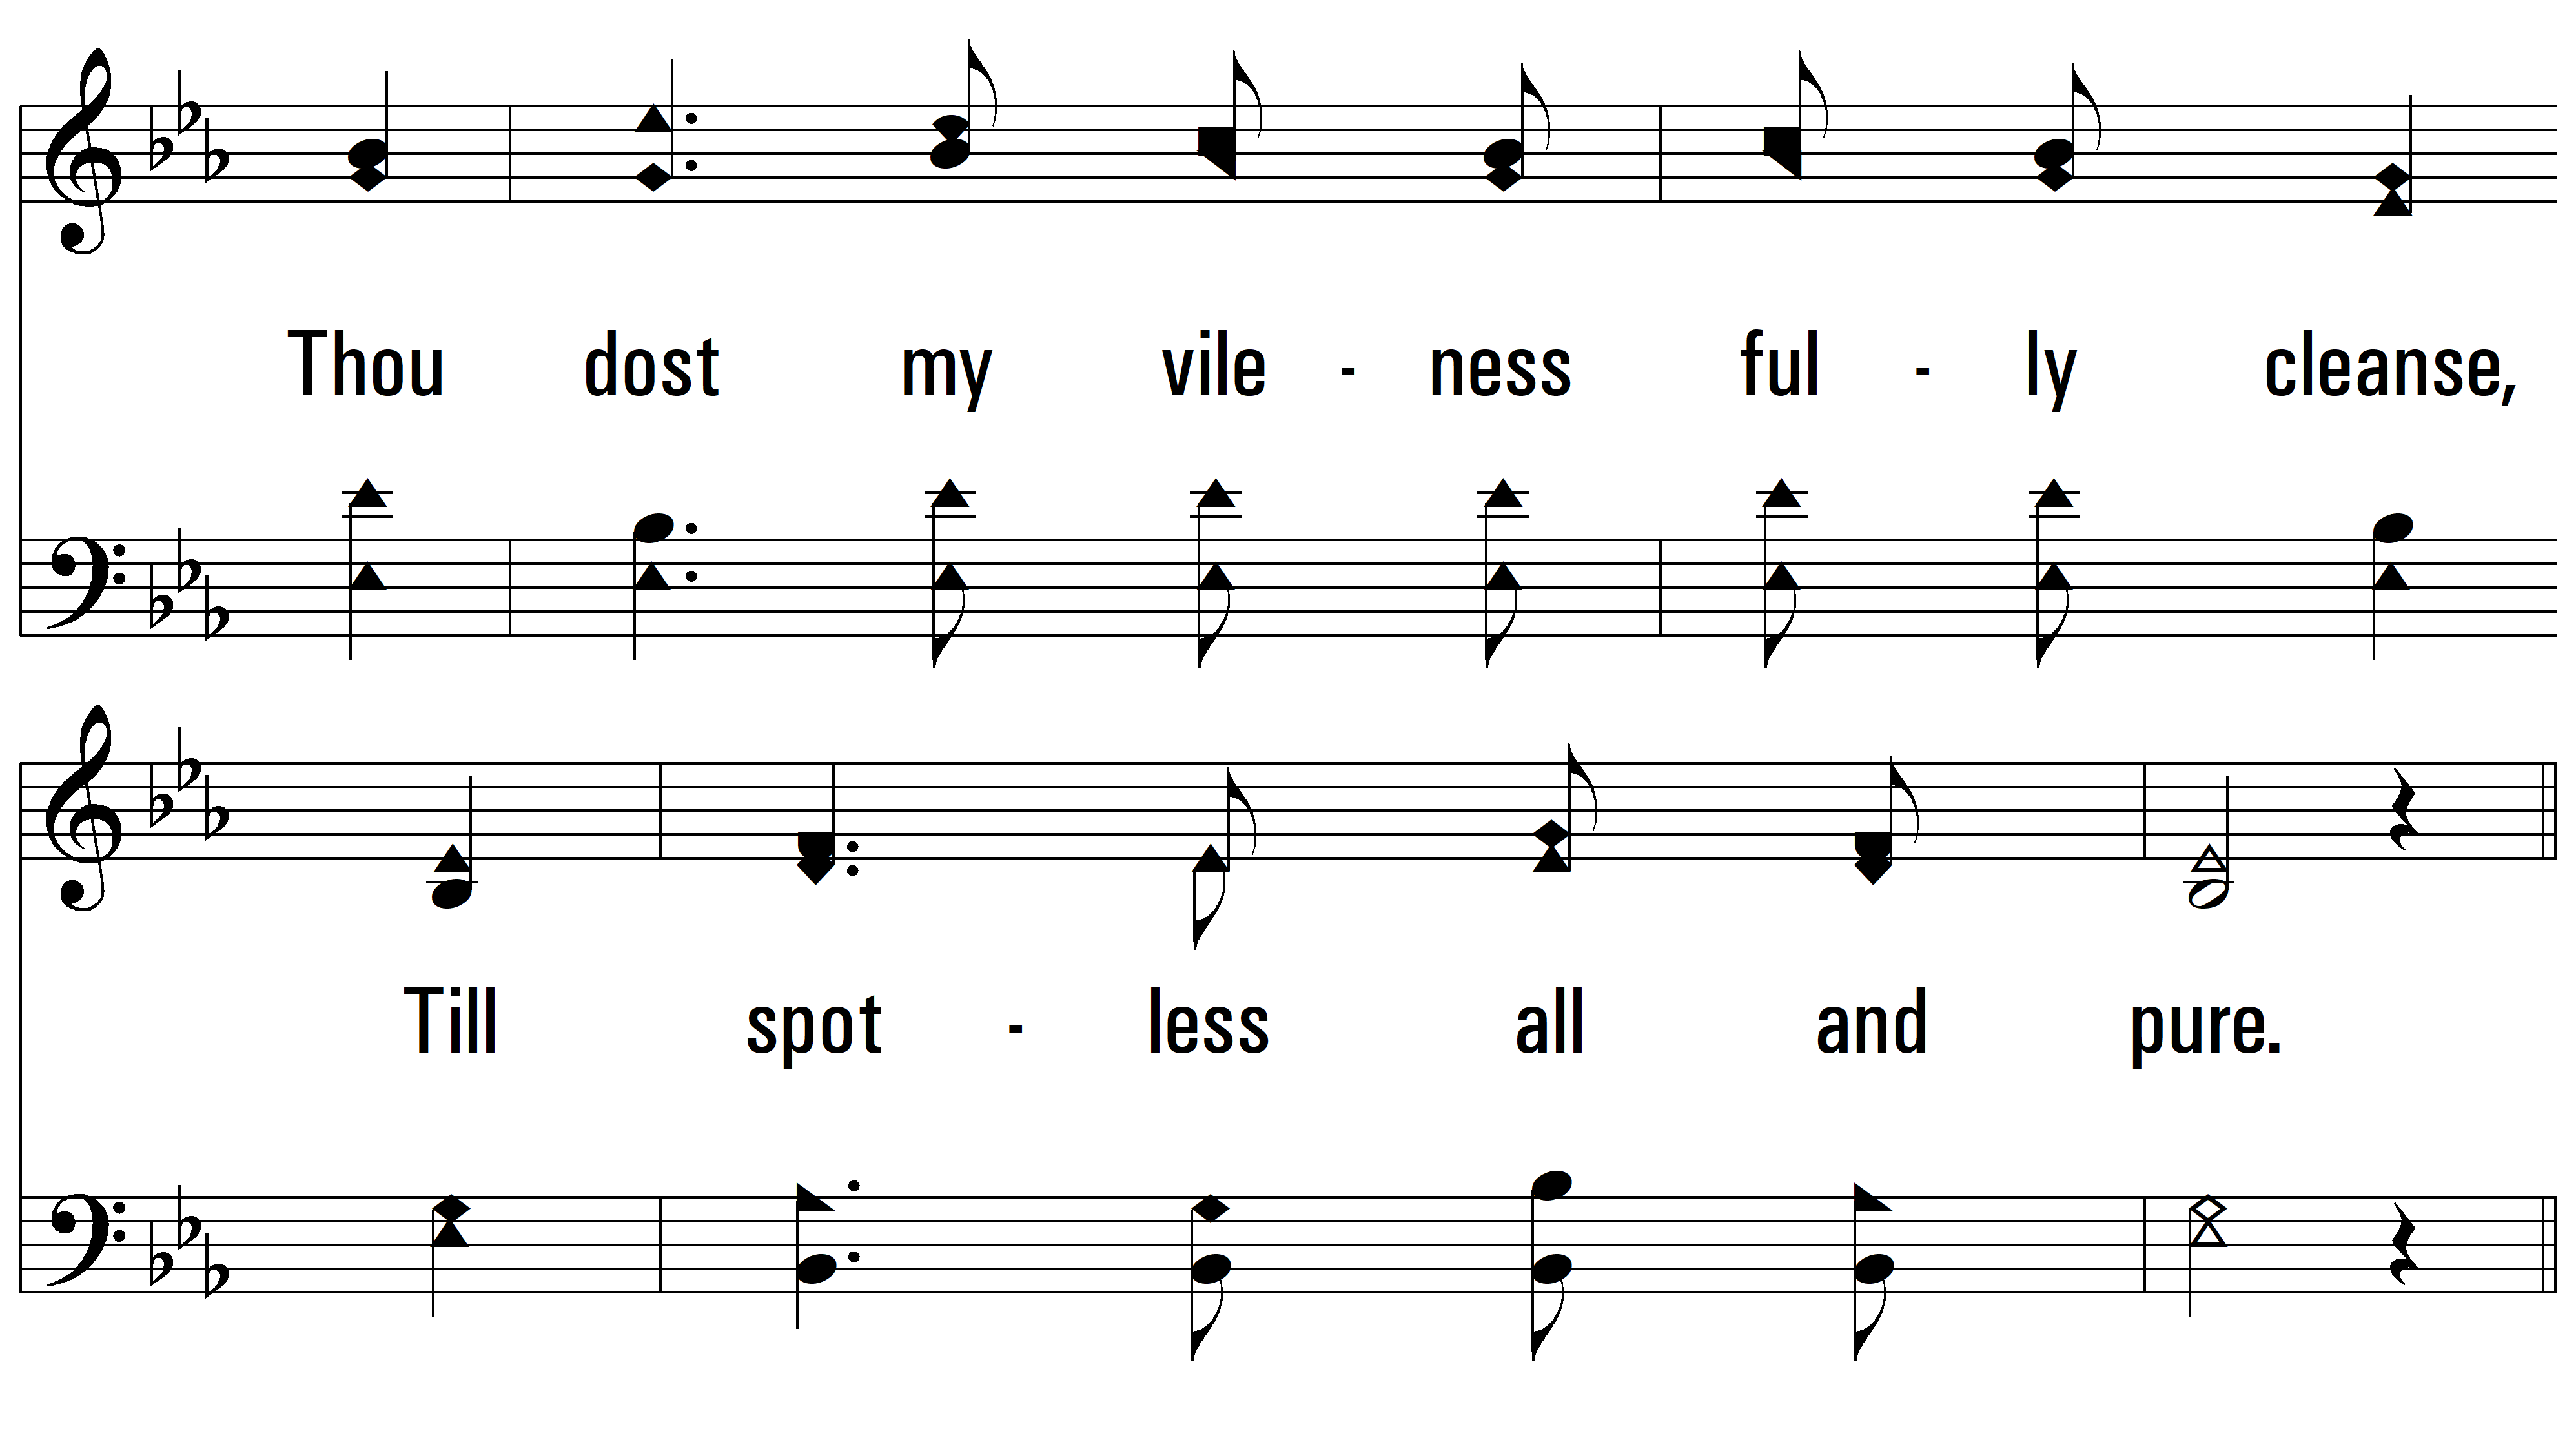 Thou dost my vile - ness ful - ly cleanse,
Till spot - less all and pure.